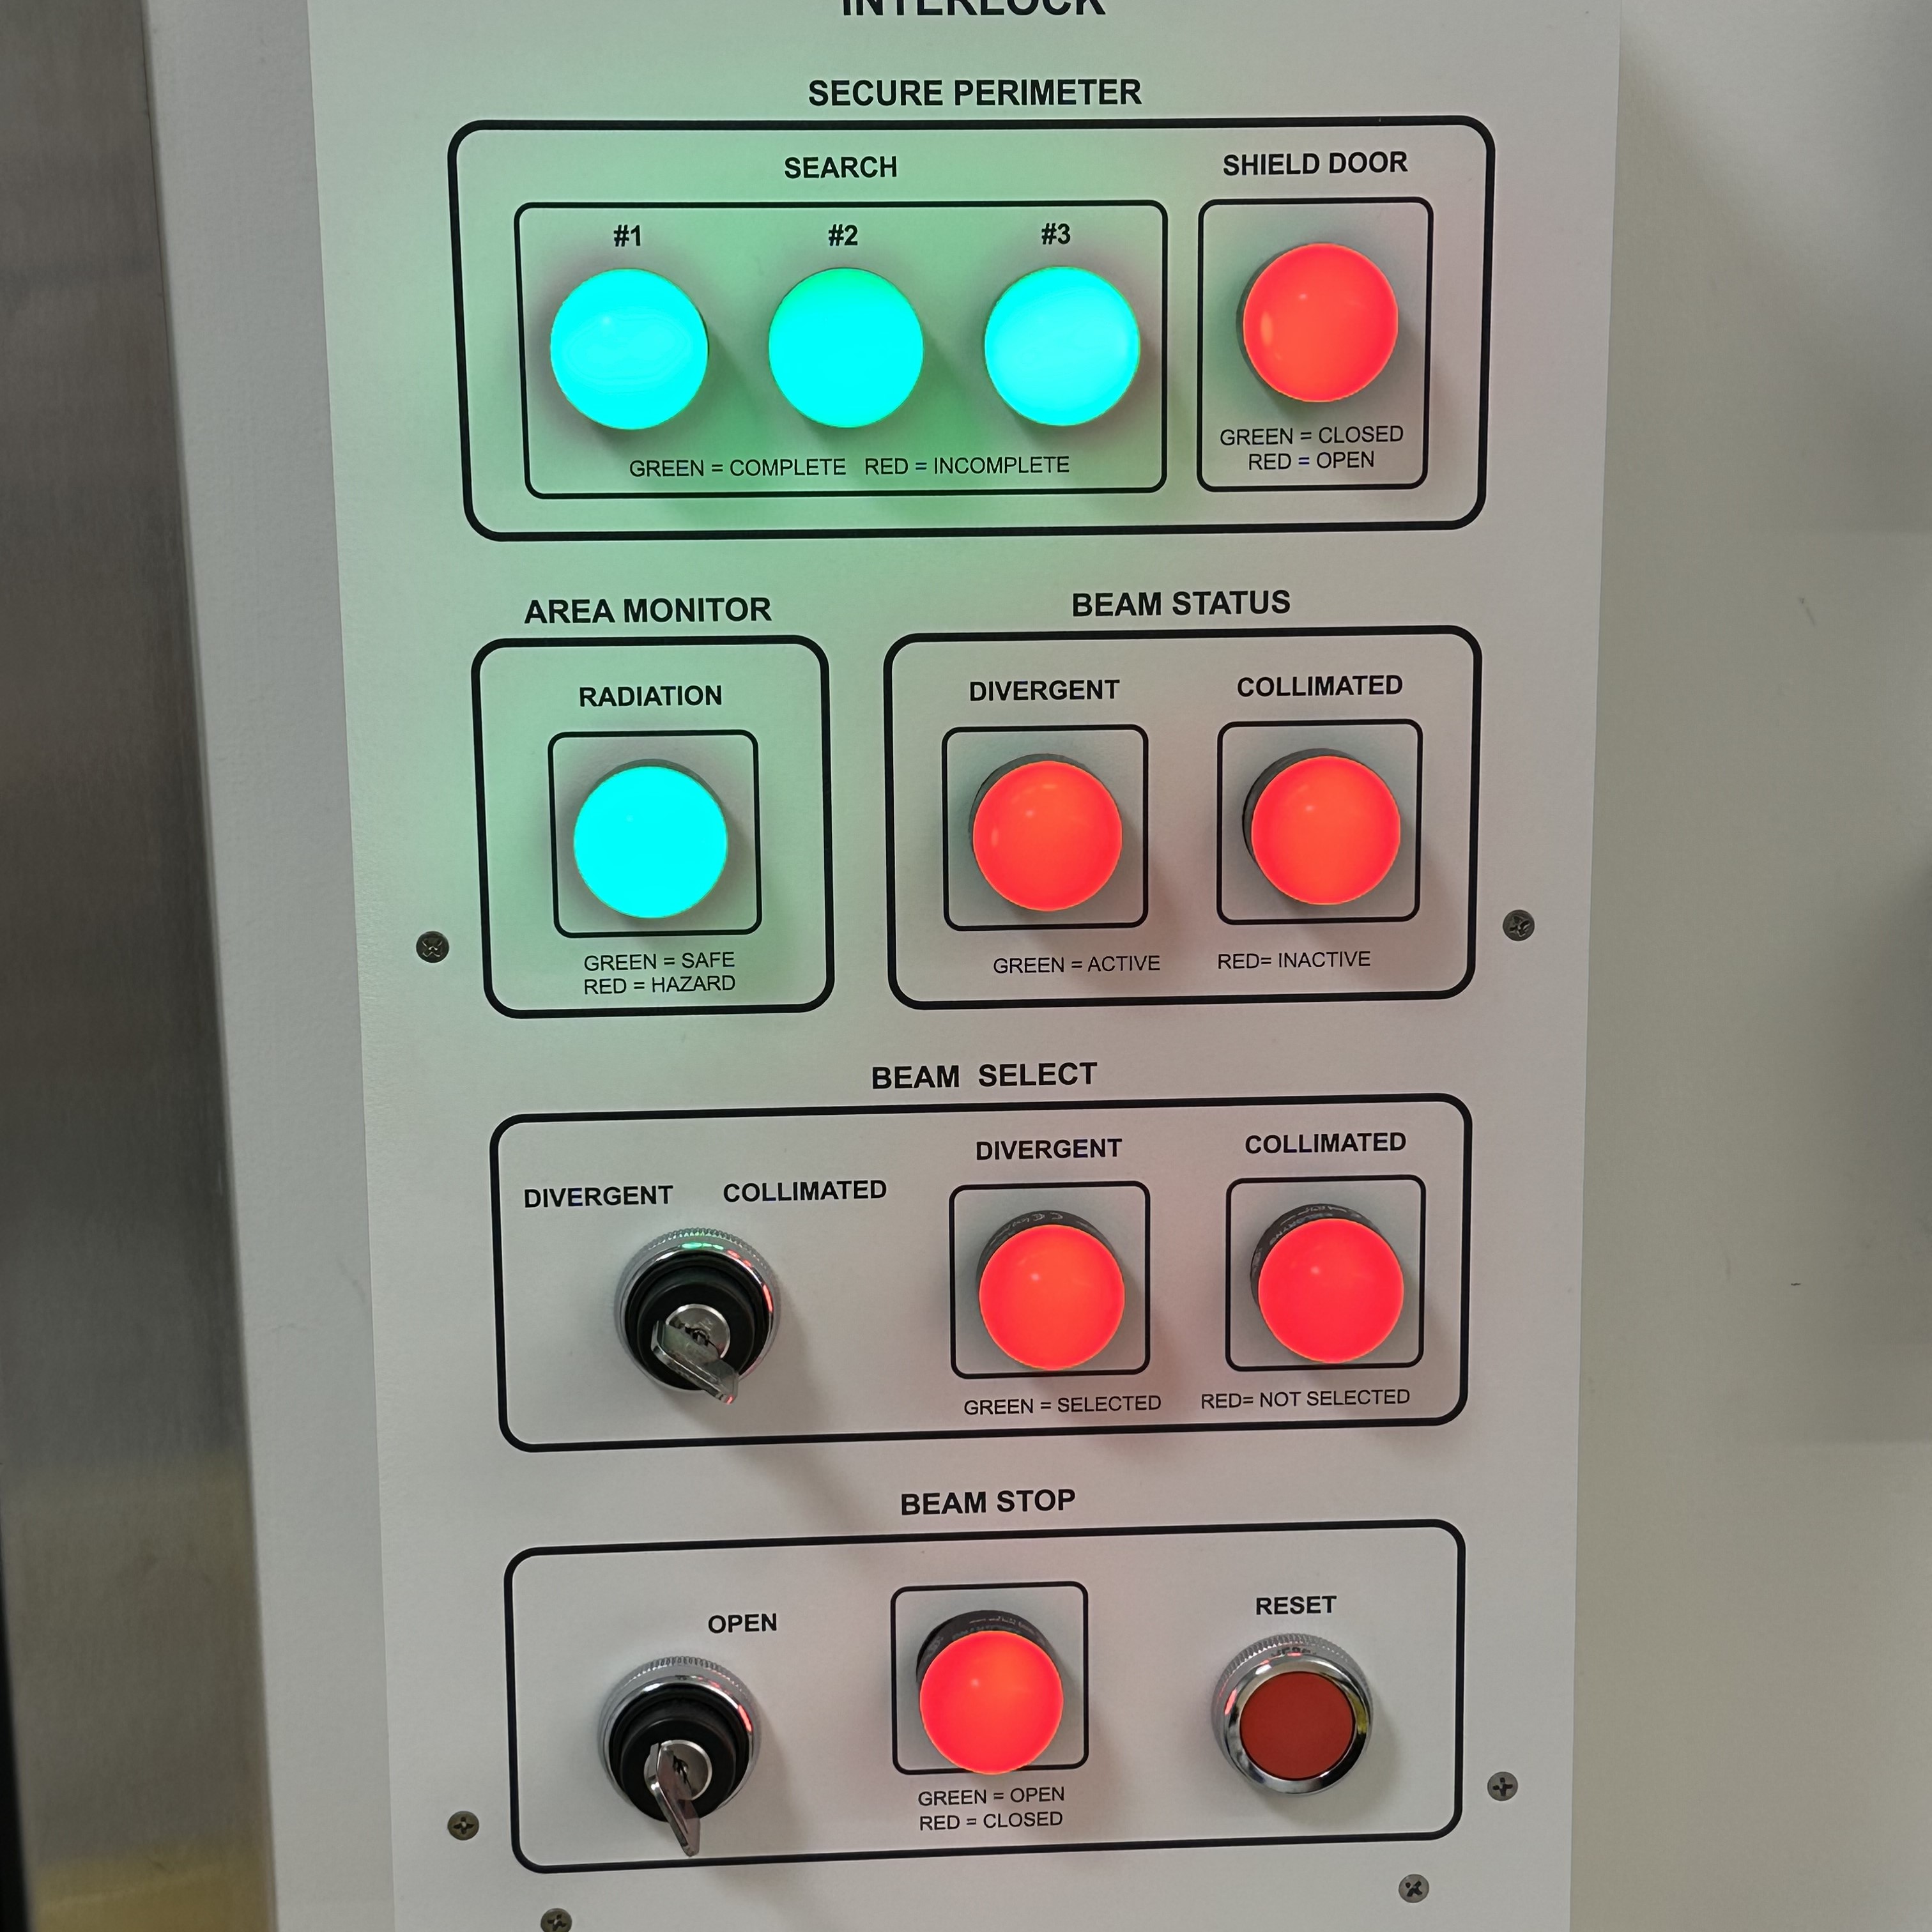 INTERLOCK
SECURE PERIMETER
SEARCH
SHIELD DOOR
#1 #2 #3
GREEN = COMPLETE RED = INCOMPLETE
GREEN = CLOSED
RED = OPEN
AREA MONITOR
BEAM STATUS
RADIATION
DIVERGENT COLLIMATED
GREEN = SAFE
RED = HAZARD
GREEN = ACTIVE RED= INACTIVE
BEAM SELECT
DIVERGENT COLLIMATED
DIVERGENT COLLIMATED
GREEN = SELECTED RED= NOT SELECTED
BEAM STOP
OPEN
RESET
GREEN = OPEN
RED = CLOSED